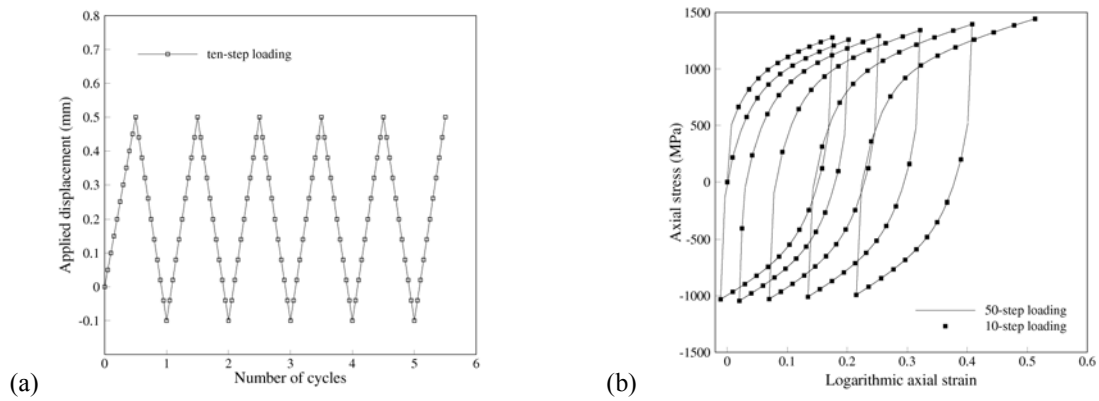 0.8
0.7
0.6
0.5
0.4
0.3
0.2
0.1
0
-0.1
Applied displacement (mm)
ten-step loading
0 1 2 3 4 5 6
Number of cycles
(a)
1500
1000
500
0
-500
-1000
-1500
Axial stress (MPa)
50-step loading
10-step loading
0 0.1 0.2 0.3 0.4 0.5 0.6
Logarithmic axial strain
(b)